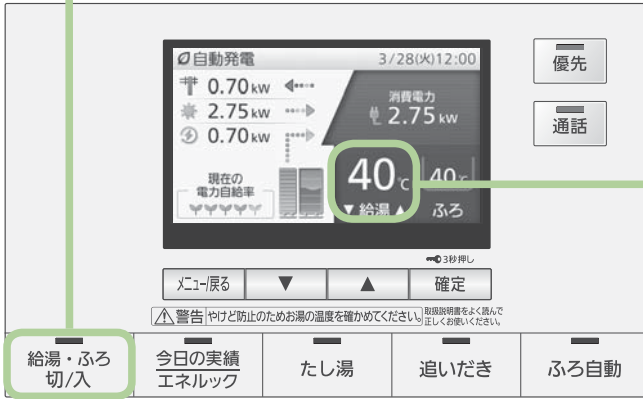 自動発電 3/28(火)12:00
0.70kw
2.75kw
0.70kw
消費電力
2.75kw
現在の
電力自給率
40℃
▼給湯▲
40℃
ふろ
優先
通話
3秒押し
メニュー/戻る ▼ ▲ 確定
警告 やけど防止のためお湯の温度を確かめてください。 取扱説明書をよく読んで
正しくお使いください。
給湯・ふろ
切/入
今日の実績
エネルック
たし湯
追いだき
ふろ自動